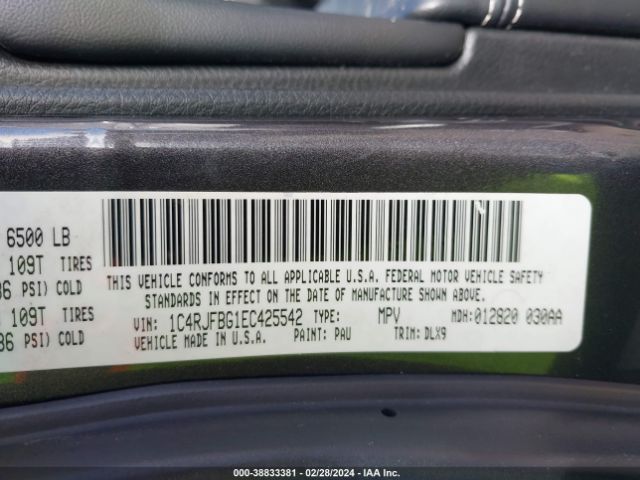 6500 LB
109T TIRES
36 PSI) COLD
109T TIRES
36 PSI) COLD
THIS VEHICLE CONFORMS TO ALL APPLICABLE U.S.A. FEDERAL MOTOR VEHICLE SAFETY
STANDARDS IN EFFECT ON THE DATE OF MANUFACTURE SHOWN ABOVE.
VIN: 1C4RJFBG1EC425542 TYPE: MPV MDH:012820 030AA
VEHICLE MADE IN U.S.A. PAINT: PAU TRIM: DLX9
000-38833381 - 02/28/2024 - IAA Inc.